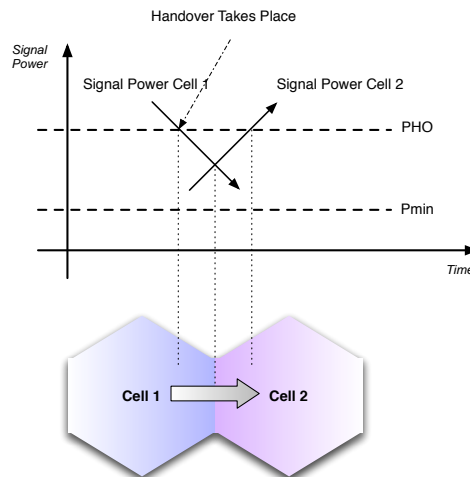 Handover Takes Place
Signal
Power
Signal Power Cell 1
Signal Power Cell 2
PHO
Pmin
Time
Cell 1
Cell 2